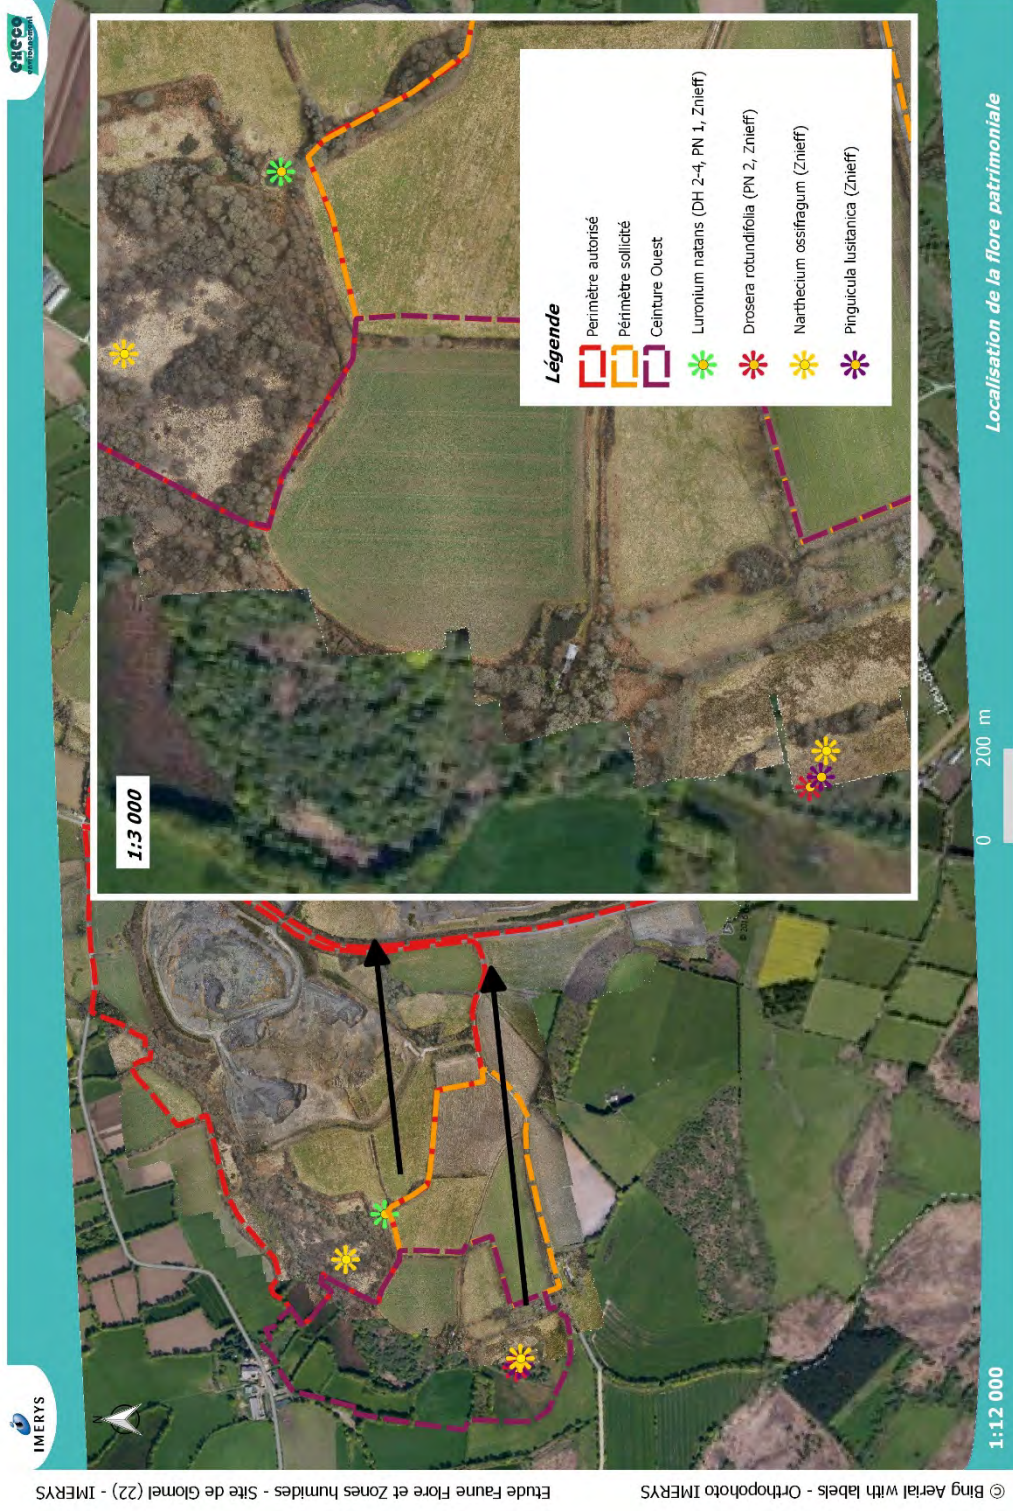 IMERYS
execo
environnement
N
1:3 000
Légende
Perimètre autorisé
Périmètre sollicité
Ceinture Ouest
Luronium natans (DH 2-4, PN 1, Znieff)
Drosera rotundifolia (PN 2, Znieff)
Narthecium ossifragum (Znieff)
Pinguicula lusitanica (Znieff)
1:12 000
0 200 m
Localisation de la flore patrimoniale
Etude Faune Flore et Zones humides - Site de Glomel (22) - IMERYS
© Bing Aerial with labels - Orthophoto IMERYS